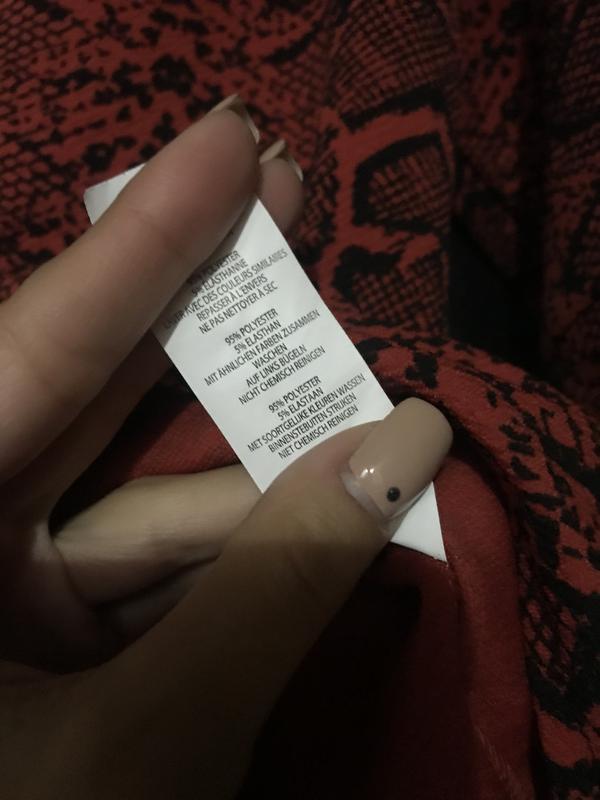 POLYESTER
5% ELASTHANNE
LAVER AVEC DES COULEURS SIMILAIRES
REPASSER À L'ENVERS
NE PAS NETTOYER À SEC
95% POLYESTER
5% ELASTHAN
MIT ÄHNLICHEN FARBEN ZUSAMMEN
WASCHEN
AUF LINKS BÜGELN
NICHT CHEMISCH REINIGEN
95% POLYESTER
5% ELASTAAN
MET SOORTGELIJKE KLEUREN WASSEN
BINNENSTEBUITEN STRIJKEN
NIET CHEMISCH REINIGEN